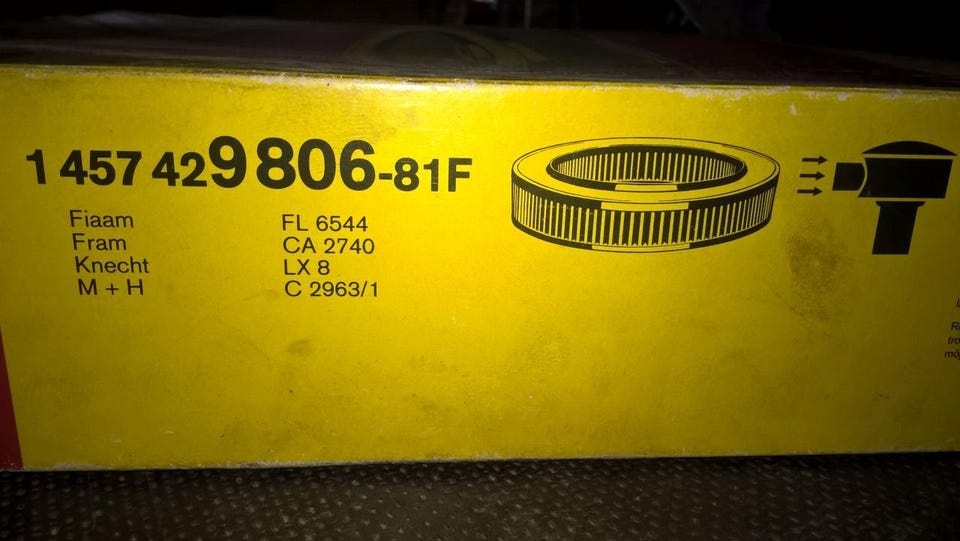 1 457 429 806-81F
Fiaam FL 6544
Fram CA 2740
Knecht LX 8
M + H C 2963/1